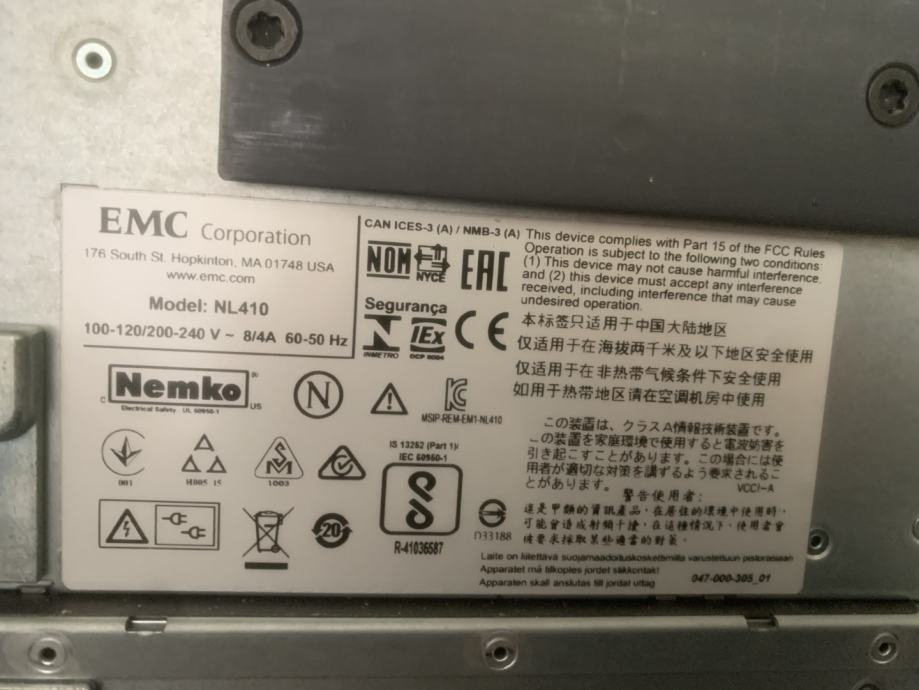 EMC Corporation
176 South St. Hopkinton, MA 01748 USA
www.emc.com
Model: NL410
100-120/200-240 V ~ 8/4A 60-50 Hz
CAN ICES-3 (A) / NMB-3 (A)
NOM NYCE EAC
Segurança
INMETRO IEx OCP 0004 CE
This device complies with Part 15 of the FCC Rules
Operation is subject to the following two conditions:
(1) This device may not cause harmful interference,
and (2) this device must accept any interference
received, including interference that may cause
undesired operation.
本标签只适用于中国大陆地区
仅适用于在海拔两千米及以下地区安全使用
仅适用于在非热带气候条件下安全使用
如用于热带地区请在空调机房中使用
C Nemko ® US
Electrical Safety UL 60950-1
N
MSIP-REM-EM1-NL410
001
H005 15
1003
IS 13252 (Part 1)/
IEC 60950-1
R-41036587
20
D33188
この装置は、クラスA情報技術装置です。
この装置を家庭環境で使用すると電波妨害を
引き起こすことがあります。この場合には使
用者が適切な対策を講ずるよう要求されるこ
とがあります。 VCCI-A
警告使用者:
這是甲類的資訊產品，在居住的環境中使用時，
可能會造成射頻干擾，在這種情況下，使用者會
被要求採取某些適當的對策。
Laite on liitettävä suojamaadoituskoskettimilla varustettuun pistorasiaan
Apparatet må tilkoples jordet stikkontakt
Apparaten skall anslutas till jordat uttag
047-000-305_01